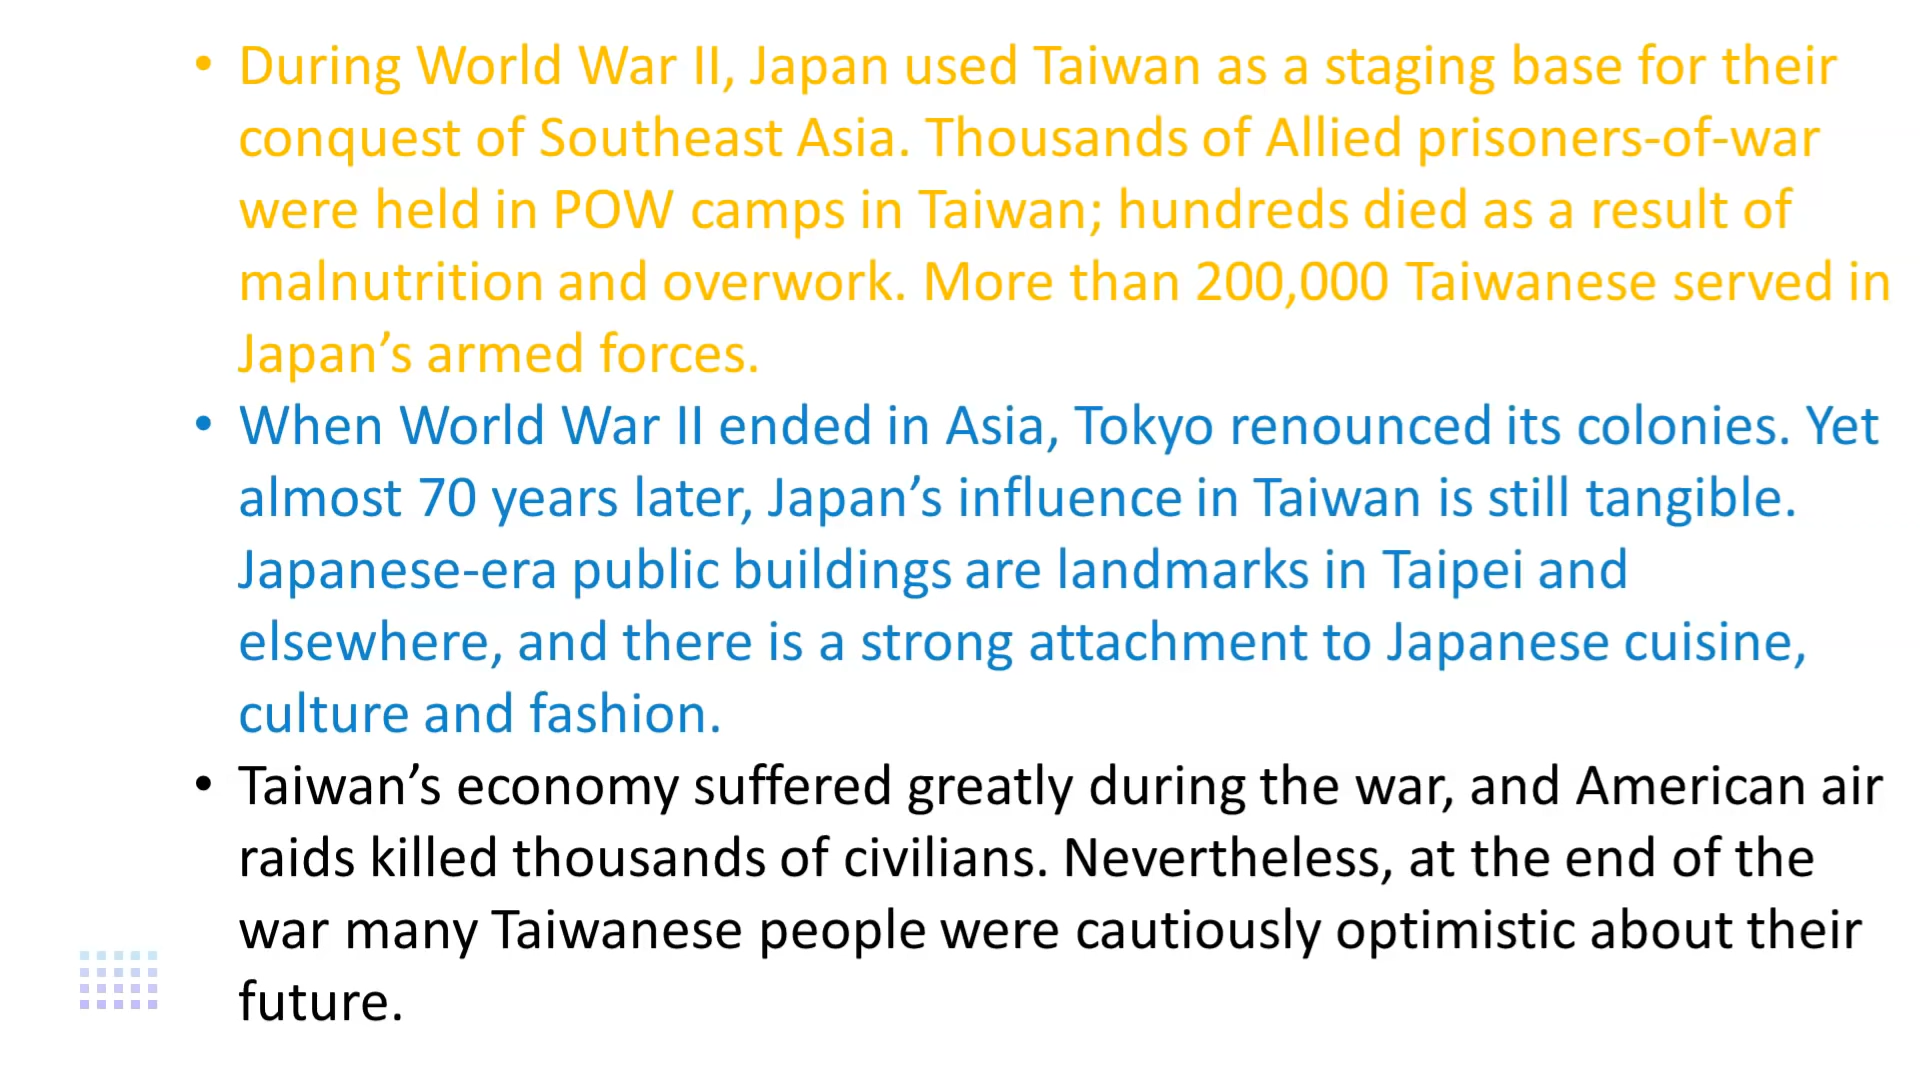 • During World War II, Japan used Taiwan as a staging base for their
conquest of Southeast Asia. Thousands of Allied prisoners-of-war
were held in POW camps in Taiwan; hundreds died as a result of
malnutrition and overwork. More than 200,000 Taiwanese served in
Japan’s armed forces.
• When World War II ended in Asia, Tokyo renounced its colonies. Yet
almost 70 years later, Japan’s influence in Taiwan is still tangible.
Japanese-era public buildings are landmarks in Taipei and
elsewhere, and there is a strong attachment to Japanese cuisine,
culture and fashion.
• Taiwan’s economy suffered greatly during the war, and American air
raids killed thousands of civilians. Nevertheless, at the end of the
war many Taiwanese people were cautiously optimistic about their
future.